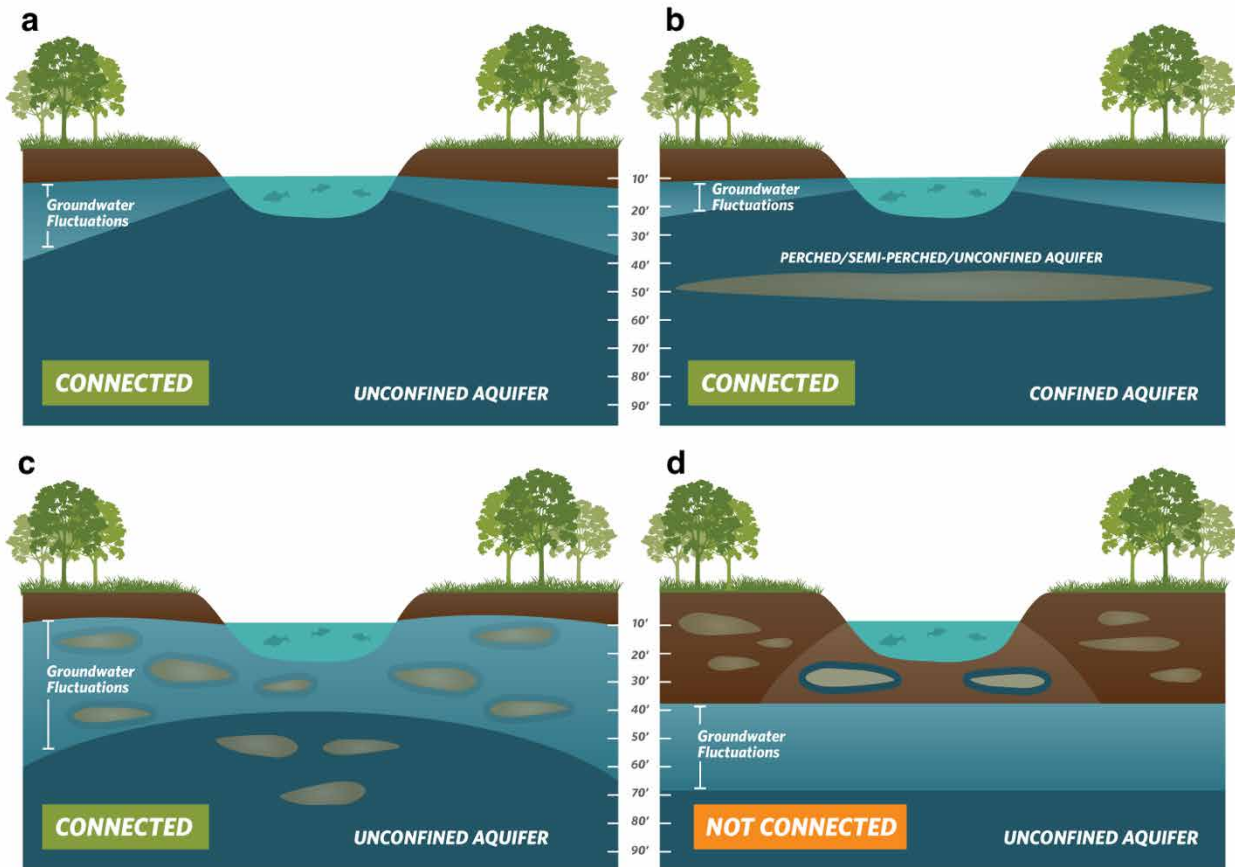 a
Groundwater
Fluctuations
CONNECTED
UNCONFINED AQUIFER
10'
20'
30'
40'
50'
60'
70'
80'
90'
b
Groundwater
Fluctuations
PERCHED/SEMI-PERCHED/UNCONFINED AQUIFER
CONNECTED
CONFINED AQUIFER
c
Groundwater
Fluctuations
CONNECTED
UNCONFINED AQUIFER
10'
20'
30'
40'
50'
60'
70'
80'
90'
d
Groundwater
Fluctuations
NOT CONNECTED
UNCONFINED AQUIFER